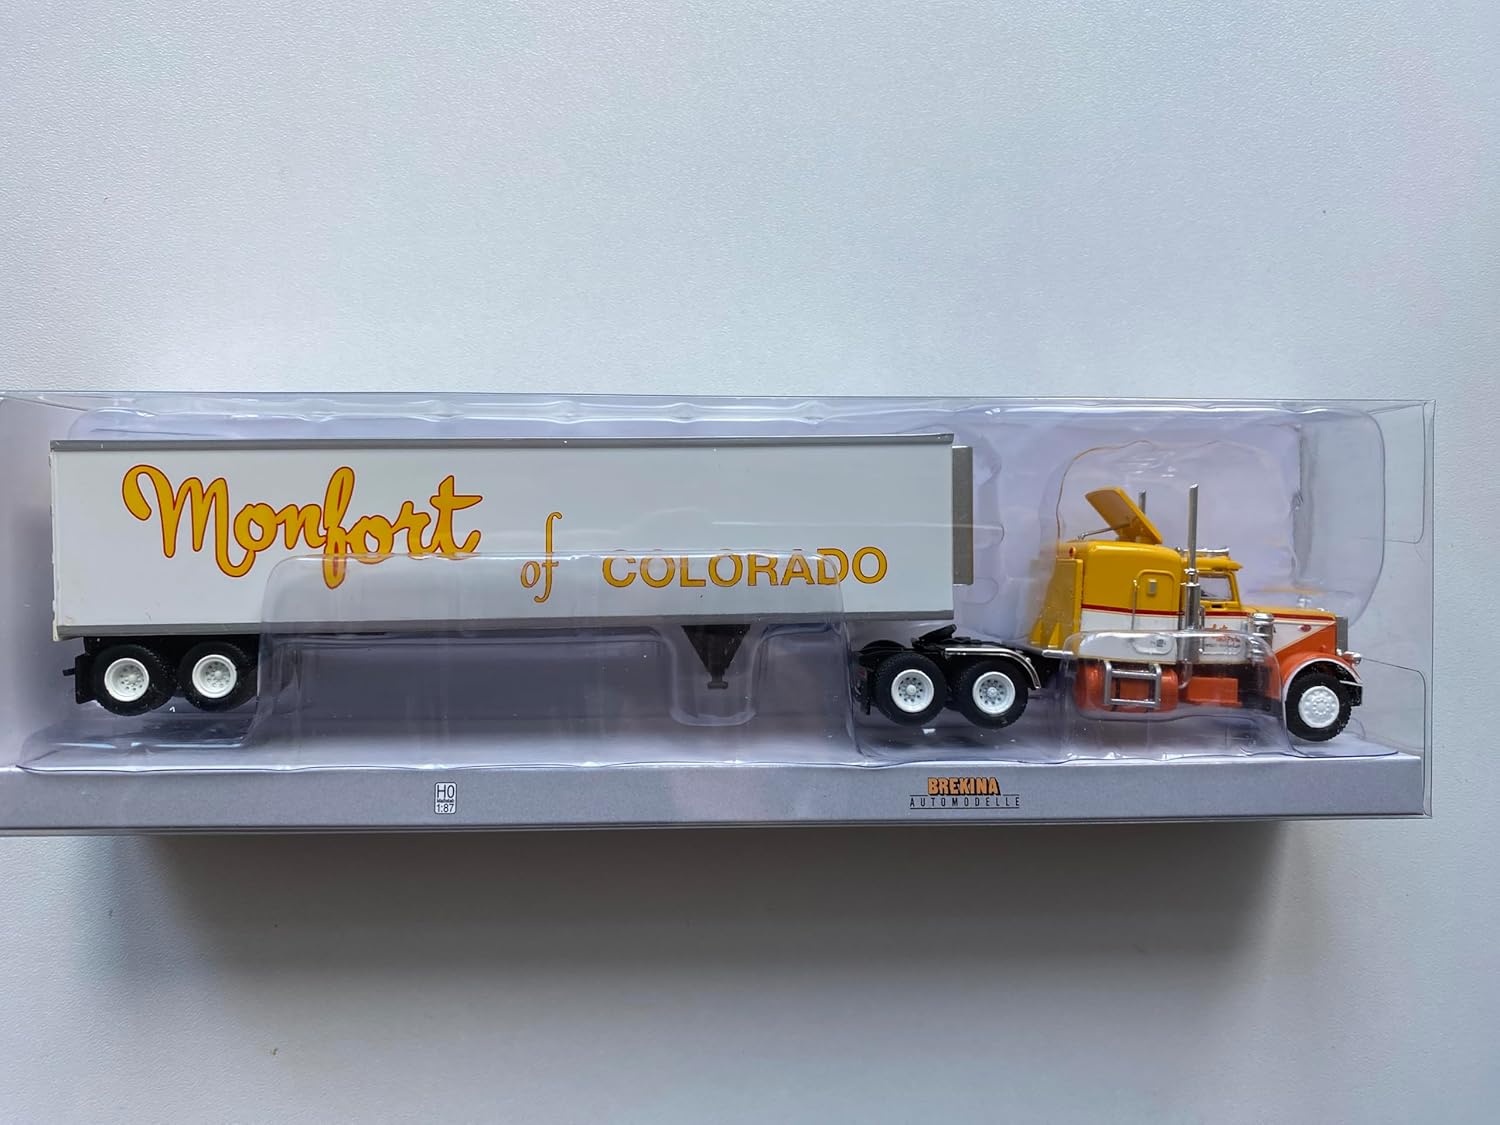 Monfort of COLORADO
H0
1:87
BREKINA
AUTOMODELLE